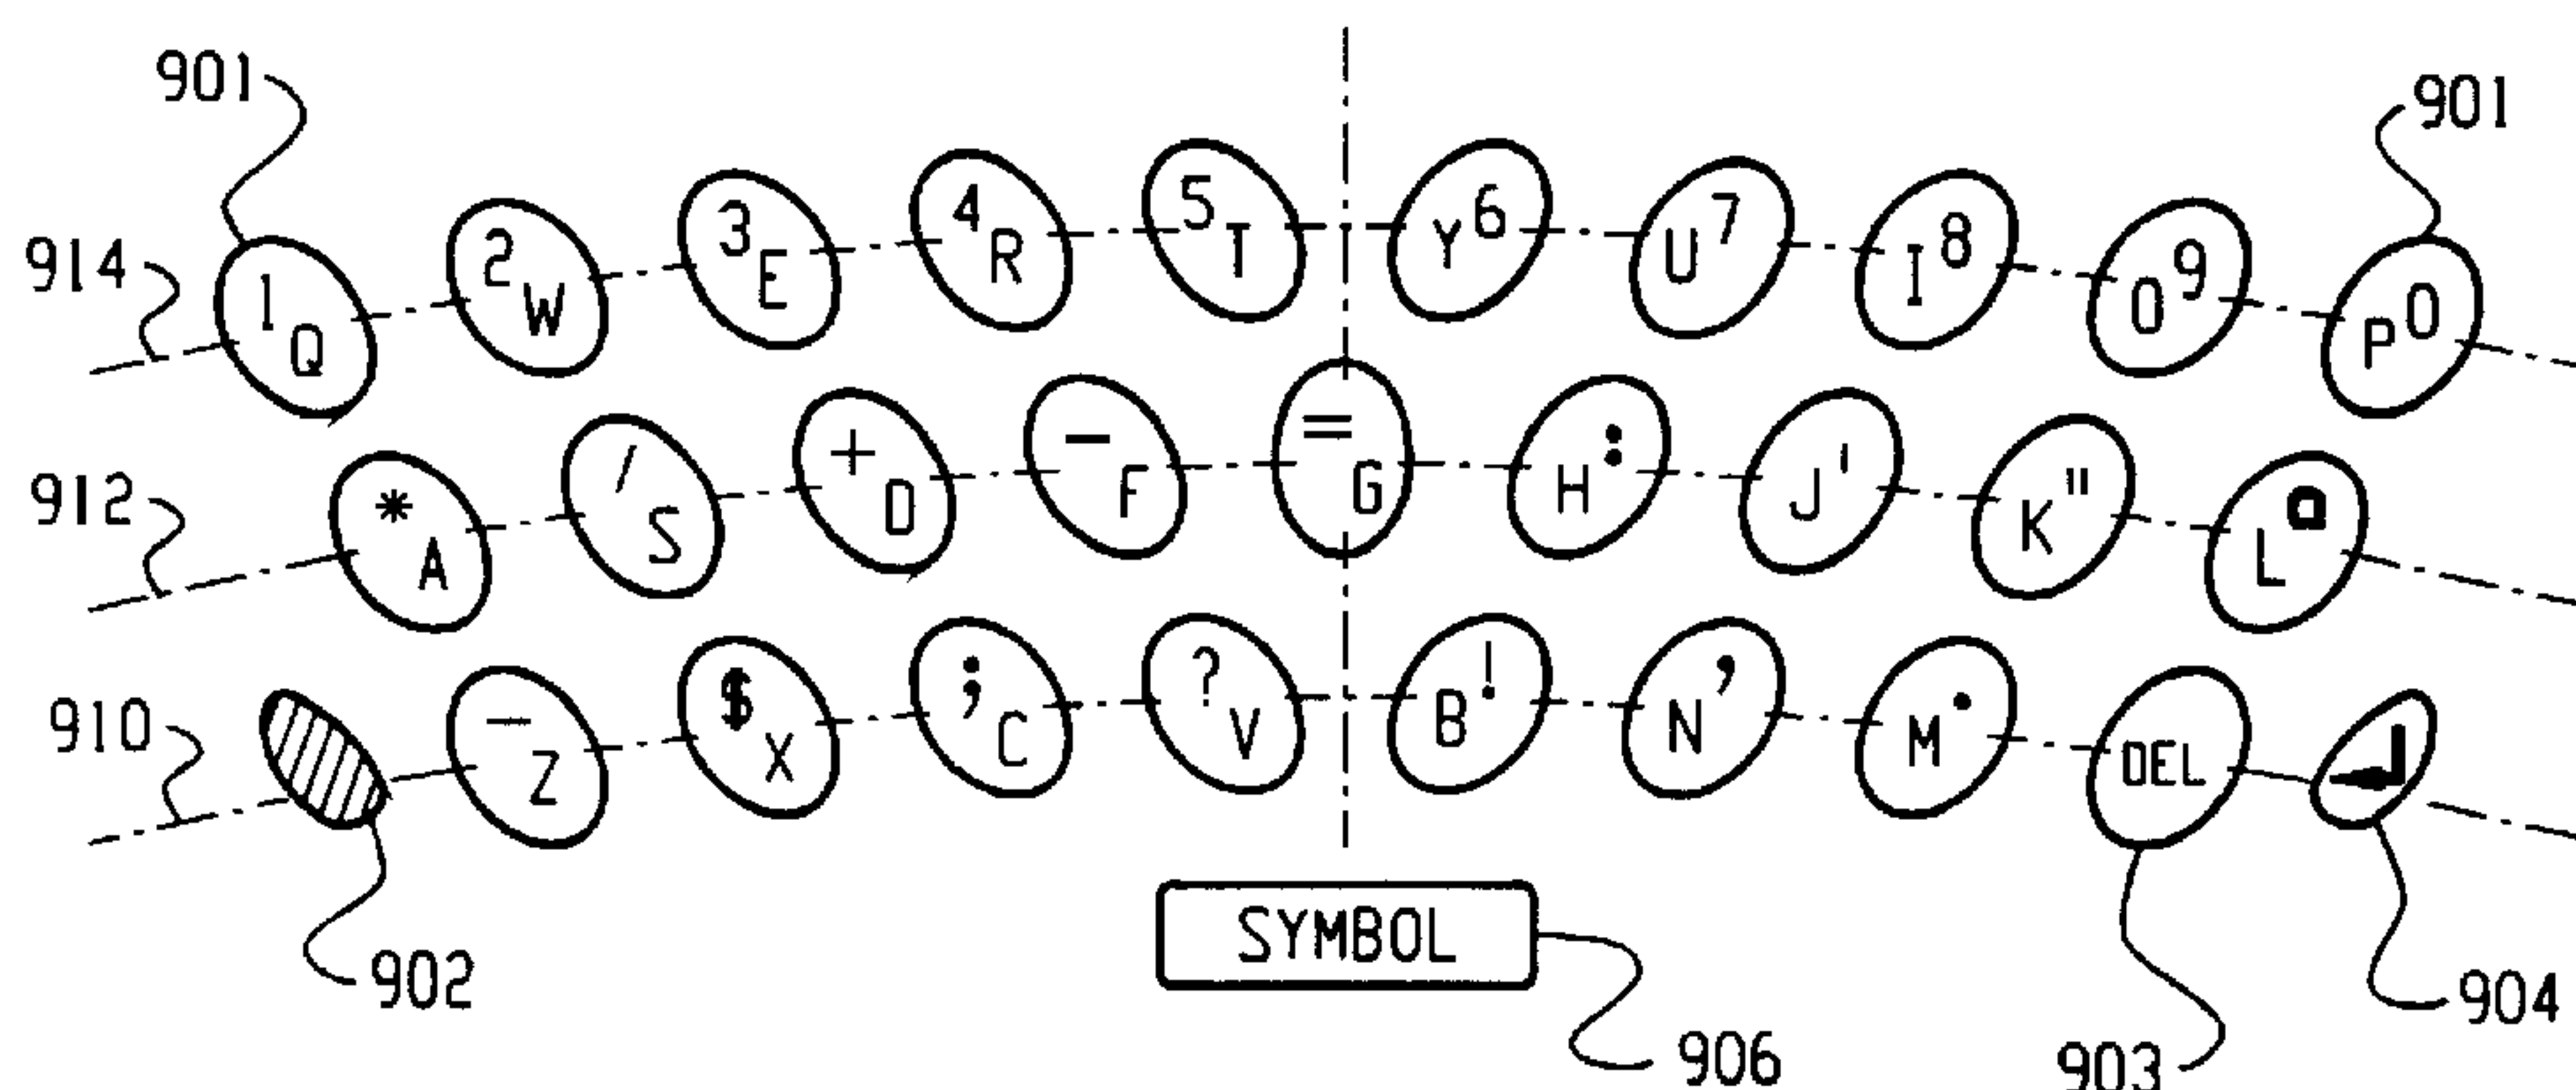 901 901
914 1Q 2W 3E 4R 5T Y6 U7 I8 O9 P0
912 *A /S +D -F =G H: J' K" L
910 _Z $X ;C ?V B! N, M. DEL
SYMBOL
902 906 903 904